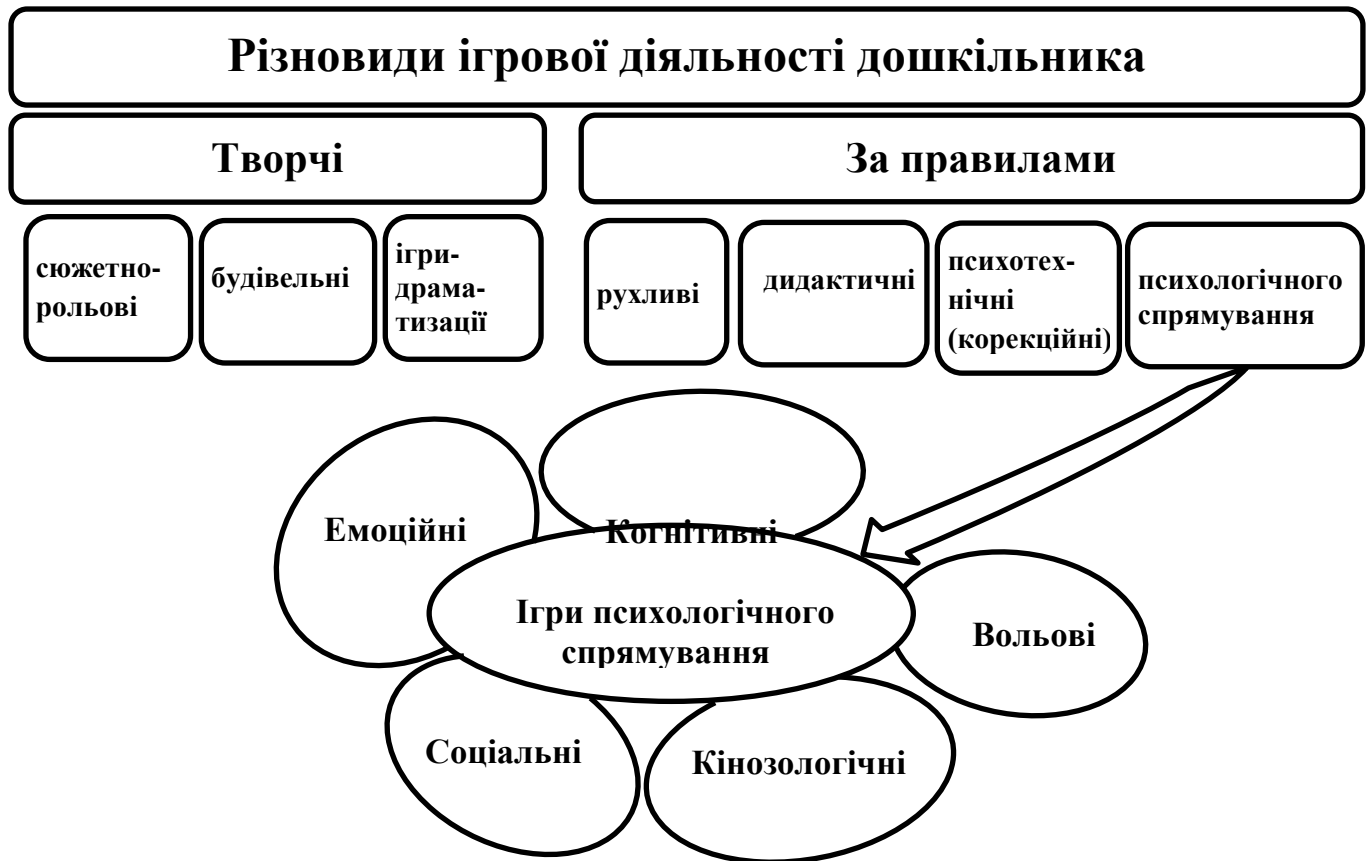 Різновиди ігрової діяльності дошкільника
Творчі
За правилами
сюжетно-
рольові
будівельні
ігри-
драма-
тизації
рухливі
дидактичні
психотех-
нічні
(корекційні)
психологічного
спрямування
Емоційні
Когнітивні
Ігри психологічного
спрямування
Вольові
Соціальні
Кінозологічні